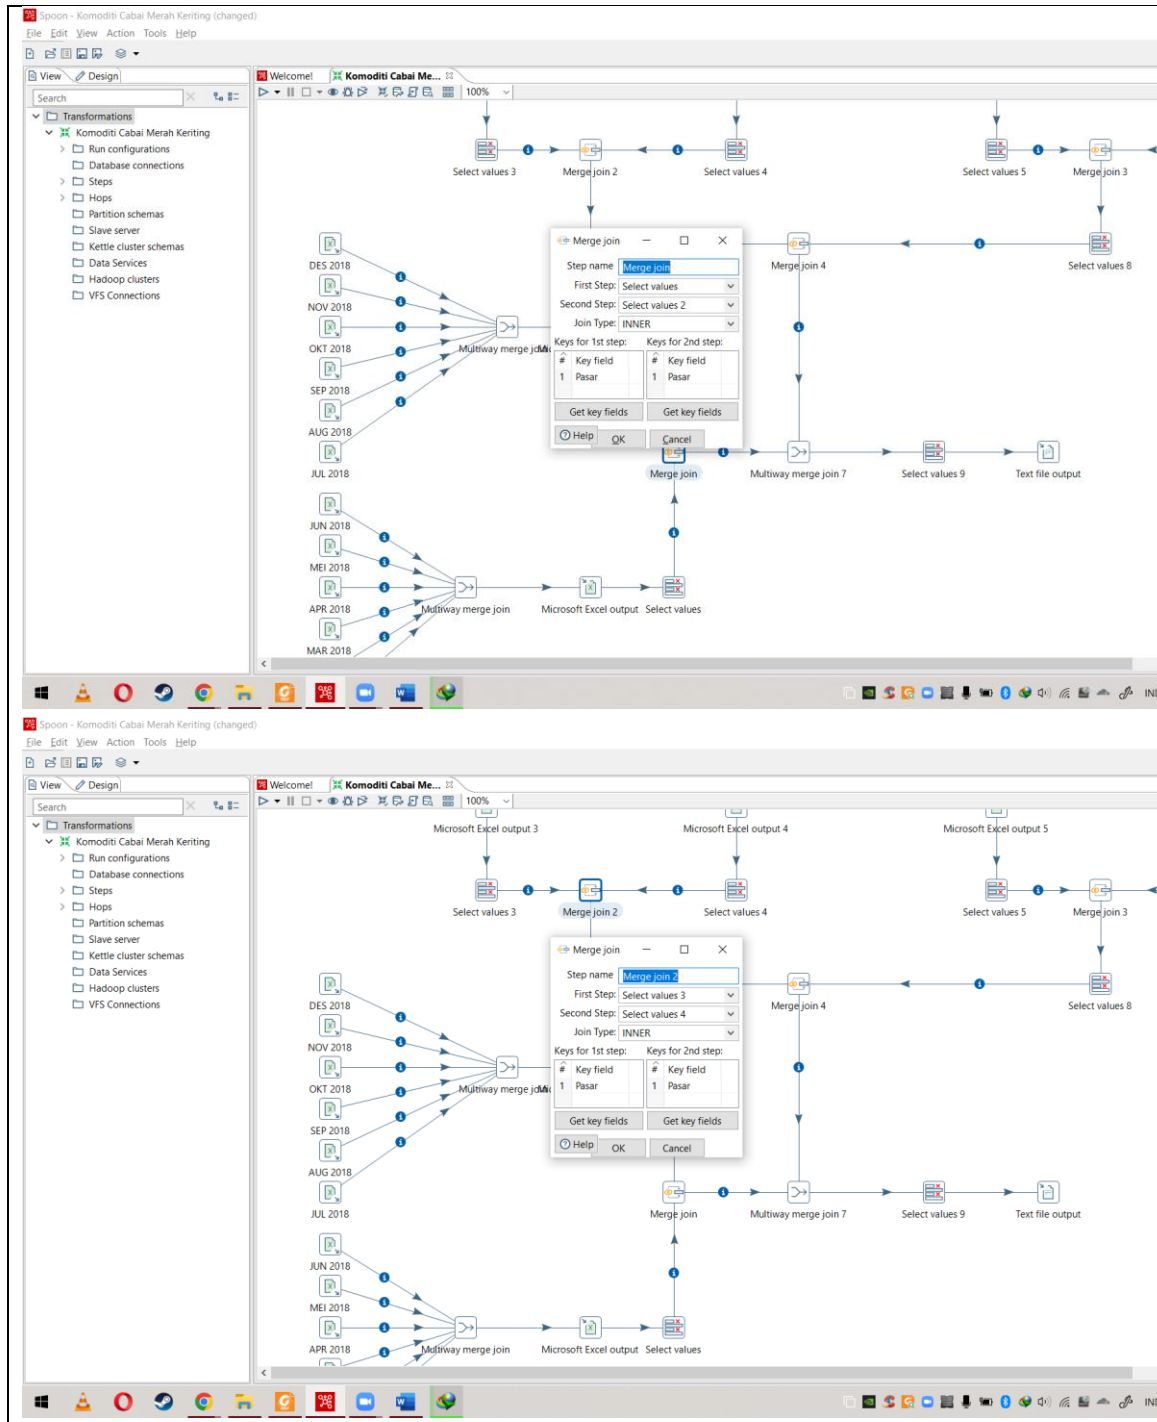 Spoon - Komoditi Cabai Merah Keriting (changed)
File Edit View Action Tools Help
View Design
Welcome! Komoditi Cabai Me...
Search
100%
Transformations
Komoditi Cabai Merah Keriting
Run configurations
Database connections
Steps
Hops
Partition schemas
Slave server
Kettle cluster schemas
Data Services
Hadoop clusters
VFS Connections
Select values 3 Merge join 2 Select values 4 Select values 5 Merge join 3
DES 2018
NOV 2018
OKT 2018
SEP 2018
AUG 2018
JUL 2018
Multiway merge join
Merge join 4 Select values 8
Merge join
Step name Merge join
First Step: Select values
Second Step: Select values 2
Join Type: INNER
Keys for 1st step: Keys for 2nd step:
# Key field # Key field
1 Pasar 1 Pasar
Get key fields Get key fields
Help OK Cancel
Merge join Multiway merge join 7 Select values 9 Text file output
JUN 2018
MEI 2018
APR 2018
MAR 2018
Multiway merge join Microsoft Excel output Select values
IND
Spoon - Komoditi Cabai Merah Keriting (changed)
File Edit View Action Tools Help
View Design
Welcome! Komoditi Cabai Me...
Search
100%
Transformations
Komoditi Cabai Merah Keriting
Run configurations
Database connections
Steps
Hops
Partition schemas
Slave server
Kettle cluster schemas
Data Services
Hadoop clusters
VFS Connections
Microsoft Excel output 3 Microsoft Excel output 4 Microsoft Excel output 5
Select values 3 Merge join 2 Select values 4 Select values 5 Merge join 3
DES 2018
NOV 2018
OKT 2018
SEP 2018
AUG 2018
JUL 2018
Multiway merge join
Merge join 4 Select values 8
Merge join
Step name Merge join 2
First Step: Select values 3
Second Step: Select values 4
Join Type: INNER
Keys for 1st step: Keys for 2nd step:
# Key field # Key field
1 Pasar 1 Pasar
Get key fields Get key fields
Help OK Cancel
Merge join Multiway merge join 7 Select values 9 Text file output
JUN 2018
MEI 2018
APR 2018
Multiway merge join Microsoft Excel output Select values
IND